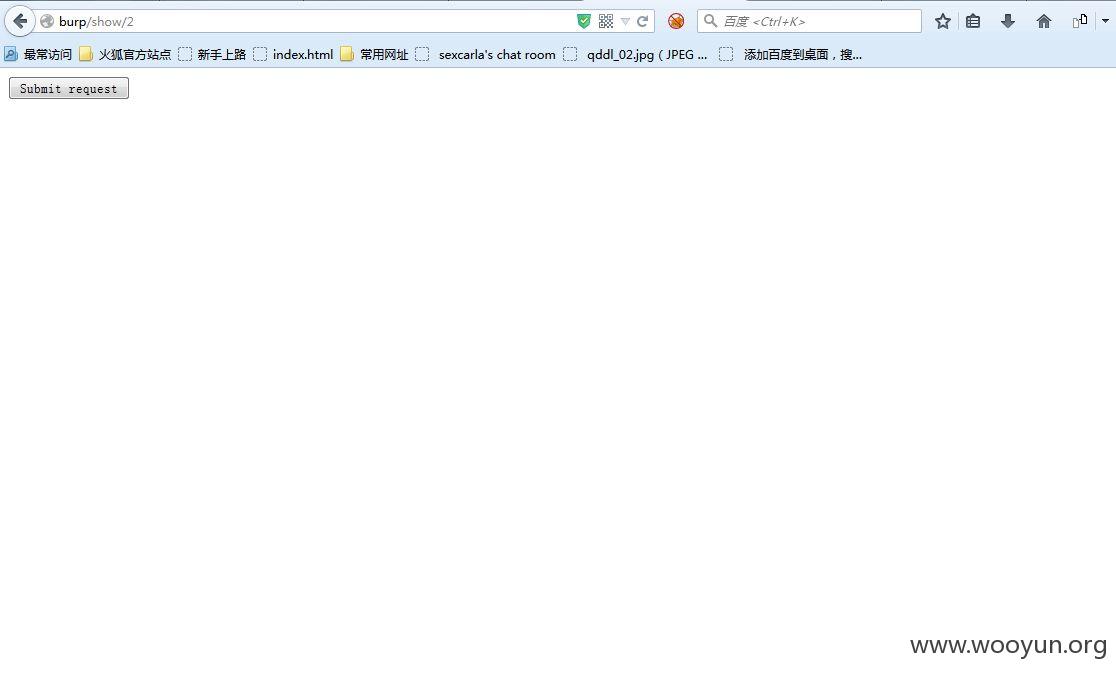 burp/show/2
百度 <Ctrl+K>
最常访问 火狐官方站点 新手上路 index.html 常用网址 sexcarla's chat room qddl_02.jpg ( JPEG ... 添加百度到桌面，搜...
Submit request
www.wooyun.org